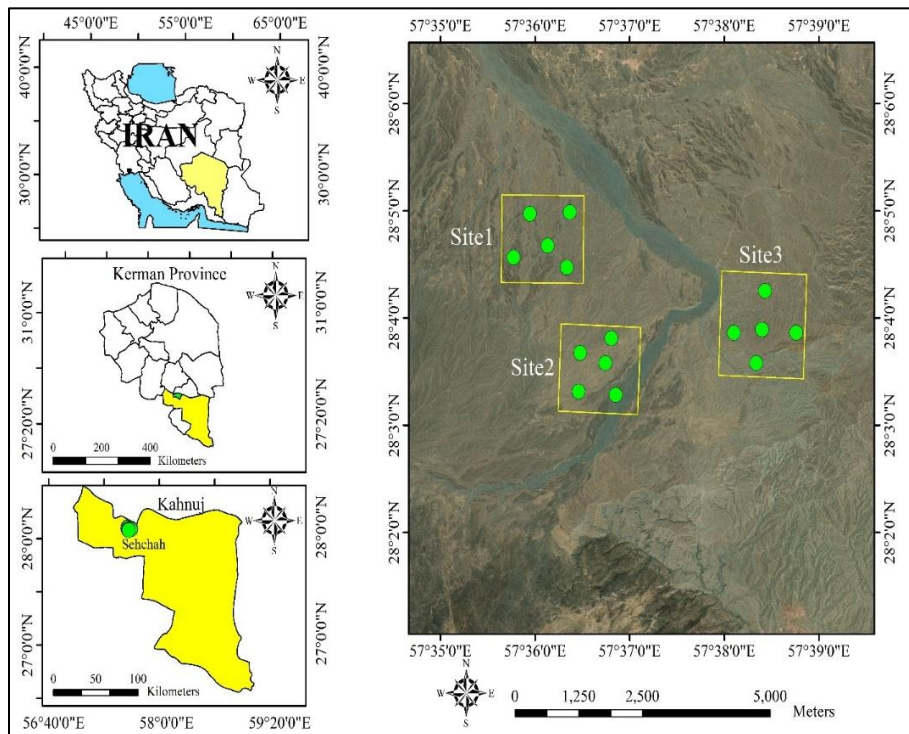 45°0'0"E 55°0'0"E 65°0'0"E
40°0'0"N
30°0'0"N
40°0'0"N
30°0'0"N
N
W E
S
IRAN
Kerman Province
N
W E
S
31°0'0"N
27°20'0"N
31°0'0"N
27°20'0"N
0 200 400
Kilometers
Kahnuj
Sehchah
N
W E
S
28°0'0"N
27°0'0"N
28°0'0"N
27°0'0"N
0 50 100
Kilometers
56°40'0"E 58°0'0"E 59°20'0"E
57°35'0"E 57°36'0"E 57°37'0"E 57°38'0"E 57°39'0"E
28°6'0"N
28°5'0"N
28°4'0"N
28°3'0"N
28°2'0"N
Site1
Site2
Site3
28°6'0"N
28°5'0"N
28°4'0"N
28°3'0"N
28°2'0"N
57°35'0"E 57°36'0"E 57°37'0"E 57°38'0"E 57°39'0"E
N
W E
S
0 1,250 2,500 5,000
Meters